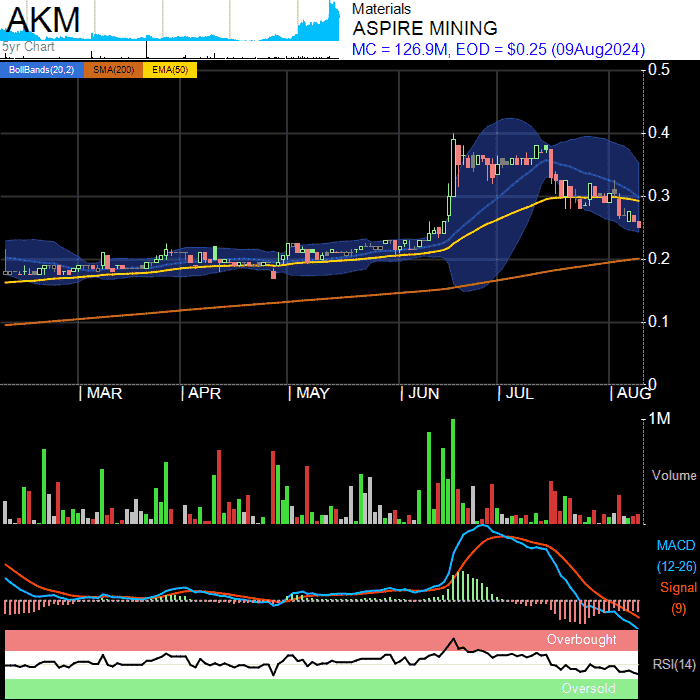 AKM
5yr Chart
Materials
ASPIRE MINING
MC = 126.9M, EOD = $0.25 (09Aug2024)
BollBands(20,2) SMA(200) EMA(50)
0.5
0.4
0.3
0.2
0.1
0
MAR APR MAY JUN JUL AUG
1M
Volume
MACD
(12-26)
Signal
(9)
Overbought
RSI(14)
Oversold